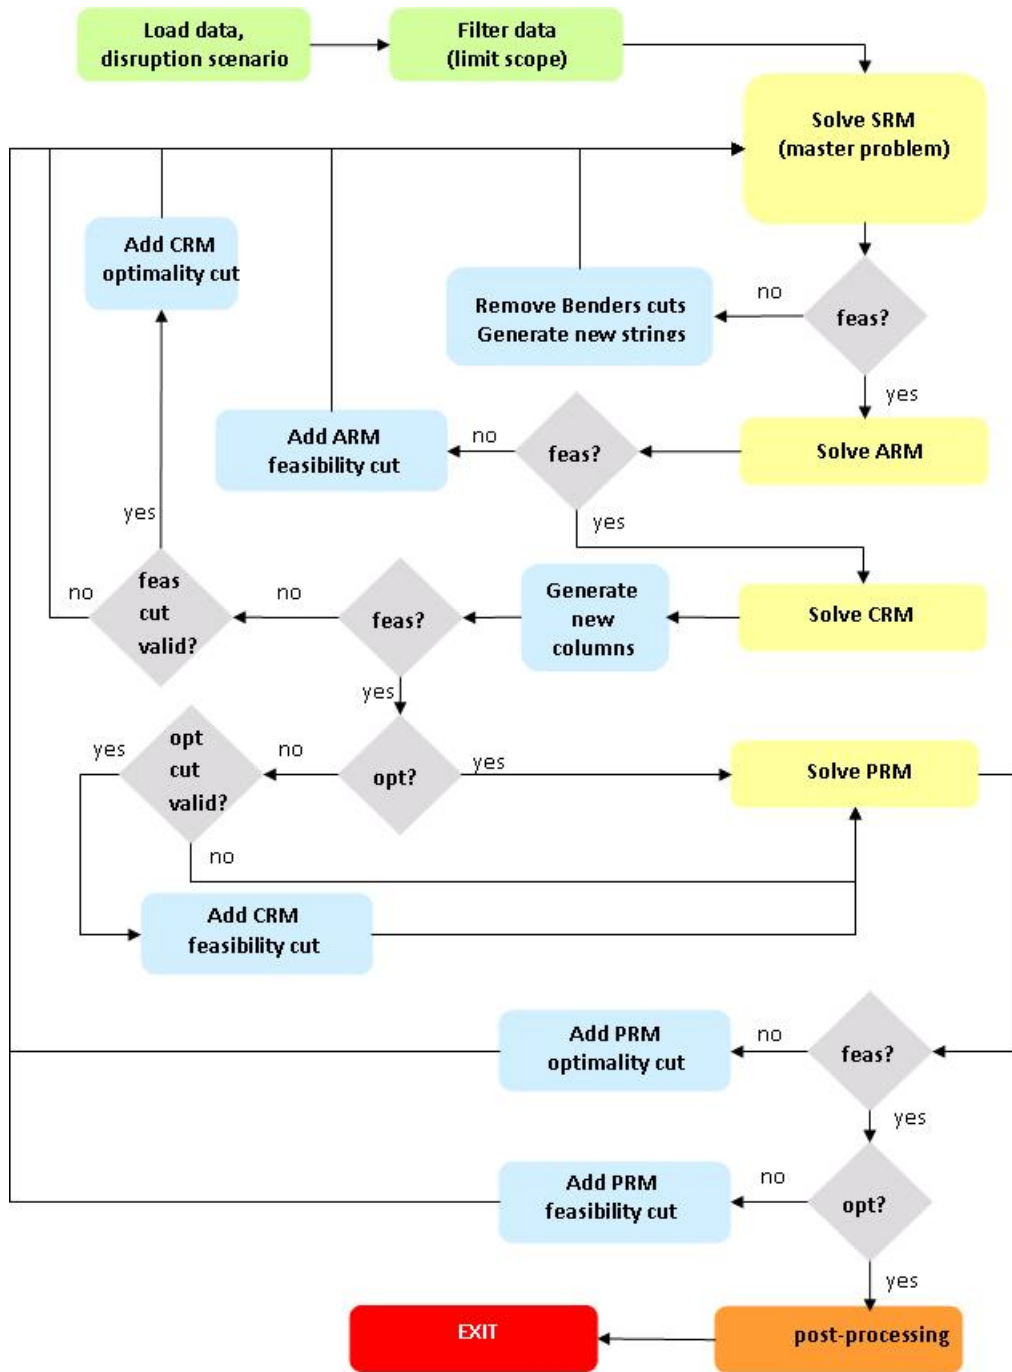 Load data,
disruption scenario
Filter data
(limit scope)
Solve SRM
(master problem)
Add CRM
optimality cut
Remove Benders cuts
Generate new strings
no
feas?
yes
Add ARM
feasibility cut
no
feas?
Solve ARM
yes
yes
feas
cut
valid?
no
no
feas?
Generate
new
columns
Solve CRM
yes
yes
opt
cut
valid?
no
opt?
yes
Solve PRM
no
Add CRM
feasibility cut
Add PRM
optimality cut
no
feas?
yes
Add PRM
feasibility cut
no
opt?
yes
EXIT
post-processing